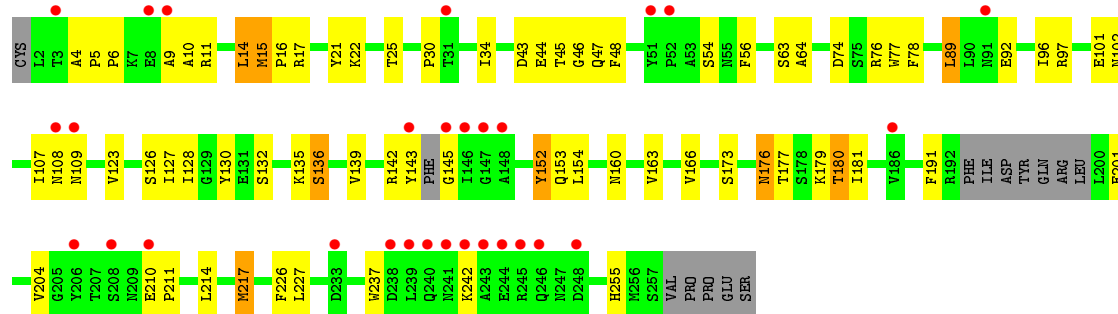 CYS L2 T3 A4 P5 P6 K7 E8 A9 A10 R11 L14 M15 P16 R17 Y21 K22 T25 P30 T31 I34 D43 E44 T45 G46 Q47 F48 Y51 P52 A53 S54 N55 F56 S63 A64 D74 S75 R76 W77 F78 L89 L90 N91 E92 I96 R97 E101 N102
I107 N108 N109 V123 S126 I127 I128 G129 Y130 E131 S132 K135 S136 V139 R142 Y143 PHE G145 I146 G147 A148 Y152 Q153 L154 N160 V163 V166 S173 N176 T177 S178 K179 T180 I181 V186 F191 R192 PHE ILE ASP TYR GLN ARG LEU L200
V204 G205 Y206 T207 S208 N209 E210 P211 L214 M217 F226 L227 D233 W237 D238 L239 Q240 N241 K242 A243 E244 R245 Q246 N247 D248 H255 M256 S257 VAL PRO PRO GLU SER